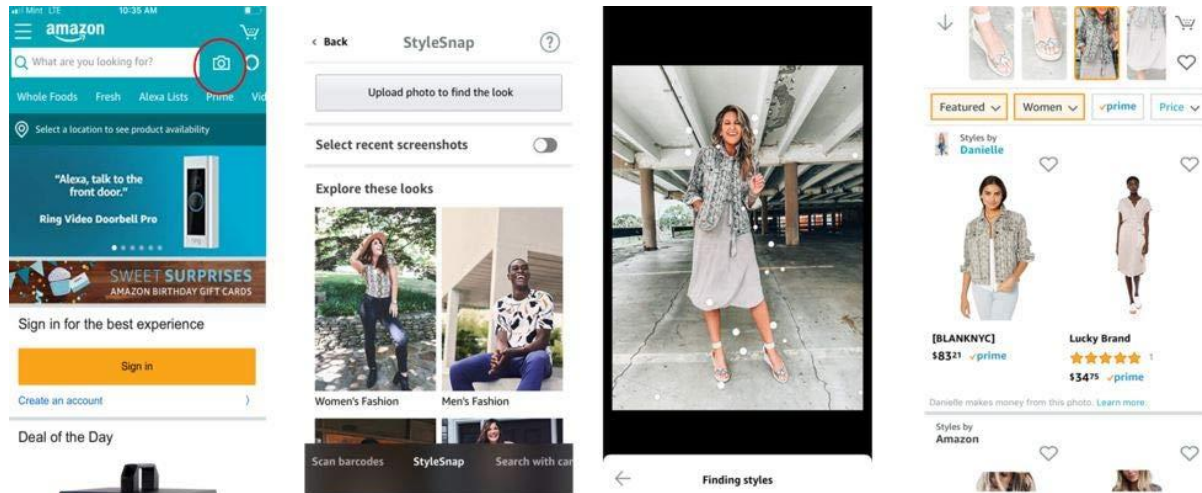 Mint LTE
10:35 AM
amazon
What are you looking for?
Whole Foods Fresh Alexa Lists Prime Vid
Select a location to see product availability
"Alexa, talk to the
front door."
Ring Video Doorbell Pro
ring
SWEET SURPRISES
AMAZON BIRTHDAY GIFT CARDS
Sign in for the best experience
Sign in
Create an account
Deal of the Day
Back
StyleSnap
?
Upload photo to find the look
Select recent screenshots
Explore these looks
Women's Fashion
Men's Fashion
Scan barcodes StyleSnap Search with car
Finding styles
Featured Women prime Price
Styles by
Danielle
[BLANKNYC]
$8321 prime
Lucky Brand
1
$3475 prime
Danielle makes money from this photo. Learn more.
Styles by
Amazon